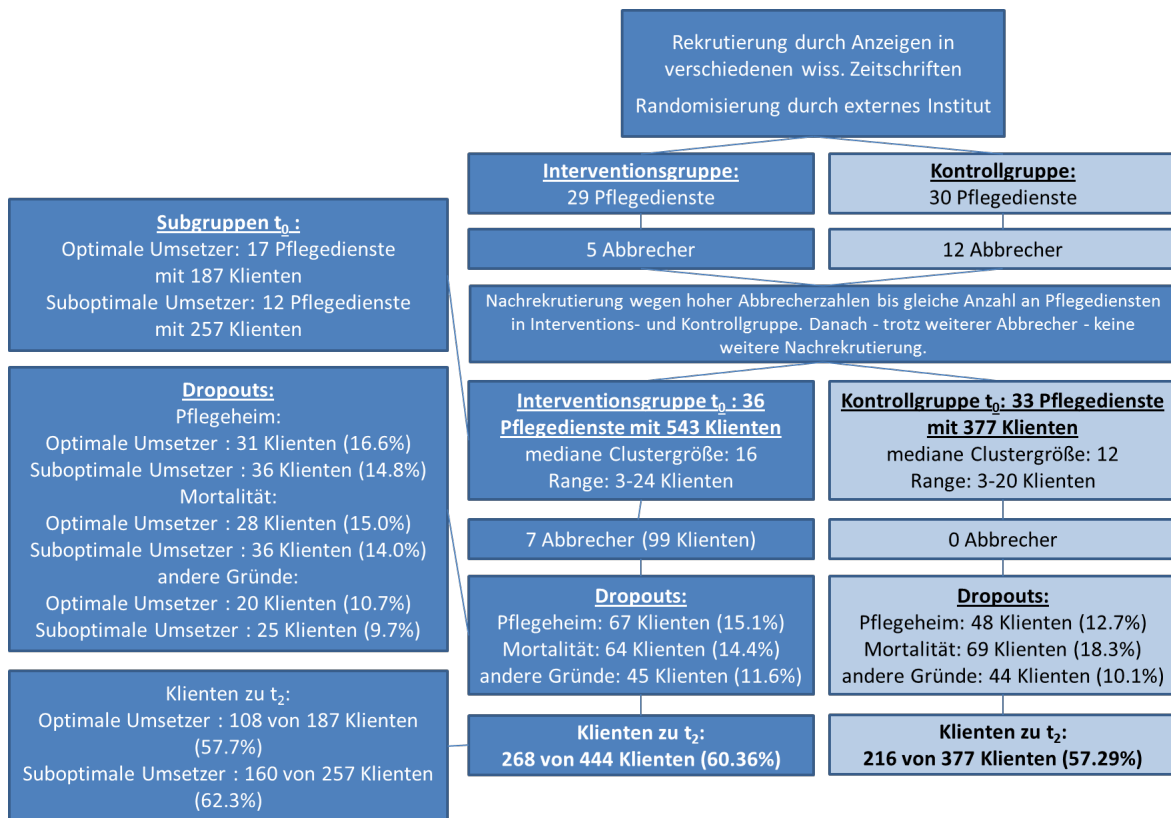 Rekrutierung durch Anzeigen in
verschiedenen wiss. Zeitschriften
Randomisierung durch externes Institut
Interventionsgruppe:
29 Pflegedienste
Kontrollgruppe:
30 Pflegedienste
5 Abbrecher
12 Abbrecher
Nachrekrutierung wegen hoher Abbrecherzahlen bis gleiche Anzahl an Pflegediensten
in Interventions- und Kontrollgruppe. Danach - trotz weiterer Abbrecher - keine
weitere Nachrekrutierung.
Subgruppen t0 :
Optimale Umsetzer: 17 Pflegedienste
mit 187 Klienten
Suboptimale Umsetzer: 12 Pflegedienste
mit 257 Klienten
Interventionsgruppe t0 : 36
Pflegedienste mit 543 Klienten
mediane Clustergröße: 16
Range: 3-24 Klienten
Kontrollgruppe t0: 33 Pflegedienste
mit 377 Klienten
mediane Clustergröße: 12
Range: 3-20 Klienten
7 Abbrecher (99 Klienten)
0 Abbrecher
Dropouts:
Pflegeheim:
Optimale Umsetzer : 31 Klienten (16.6%)
Suboptimale Umsetzer : 36 Klienten (14.8%)
Mortalität:
Optimale Umsetzer : 28 Klienten (15.0%)
Suboptimale Umsetzer : 36 Klienten (14.0%)
andere Gründe:
Optimale Umsetzer : 20 Klienten (10.7%)
Suboptimale Umsetzer : 25 Klienten (9.7%)
Dropouts:
Pflegeheim: 67 Klienten (15.1%)
Mortalität: 64 Klienten (14.4%)
andere Gründe: 45 Klienten (11.6%)
Dropouts:
Pflegeheim: 48 Klienten (12.7%)
Mortalität: 69 Klienten (18.3%)
andere Gründe: 44 Klienten (10.1%)
Klienten zu t2:
Optimale Umsetzer : 108 von 187 Klienten
(57.7%)
Suboptimale Umsetzer : 160 von 257 Klienten
(62.3%)
Klienten zu t2:
268 von 444 Klienten (60.36%)
Klienten zu t2:
216 von 377 Klienten (57.29%)